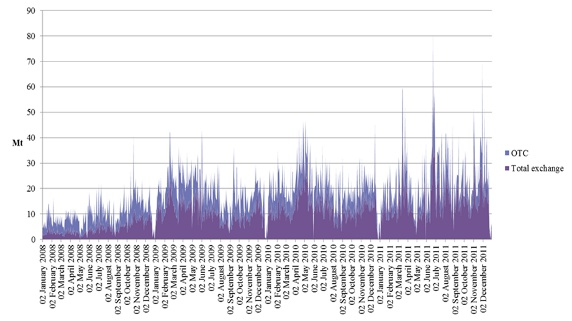 90
80
70
60
50
Mt
40
30
20
10
0
OTC
Total exchange
02 January 2008
02 February 2008
02 March 2008
02 April 2008
02 May 2008
02 June 2008
02 July 2008
02 August 2008
02 September 2008
02 October 2008
02 November 2008
02 December 2008
02 January 2009
02 February 2009
02 March 2009
02 April 2009
02 May 2009
02 June 2009
02 July 2009
02 August 2009
02 September 2009
02 October 2009
02 November 2009
02 December 2009
02 January 2010
02 February 2010
02 March 2010
02 April 2010
02 May 2010
02 June 2010
02 July 2010
02 August 2010
02 September 2010
02 October 2010
02 November 2010
02 December 2010
02 January 2011
02 February 2011
02 March 2011
02 April 2011
02 May 2011
02 June 2011
02 July 2011
02 August 2011
02 September 2011
02 October 2011
02 November 2011
02 December 2011